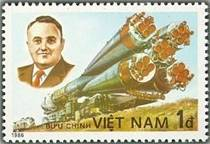 BƯU CHÍNH VIỆT NAM 1đ
1986